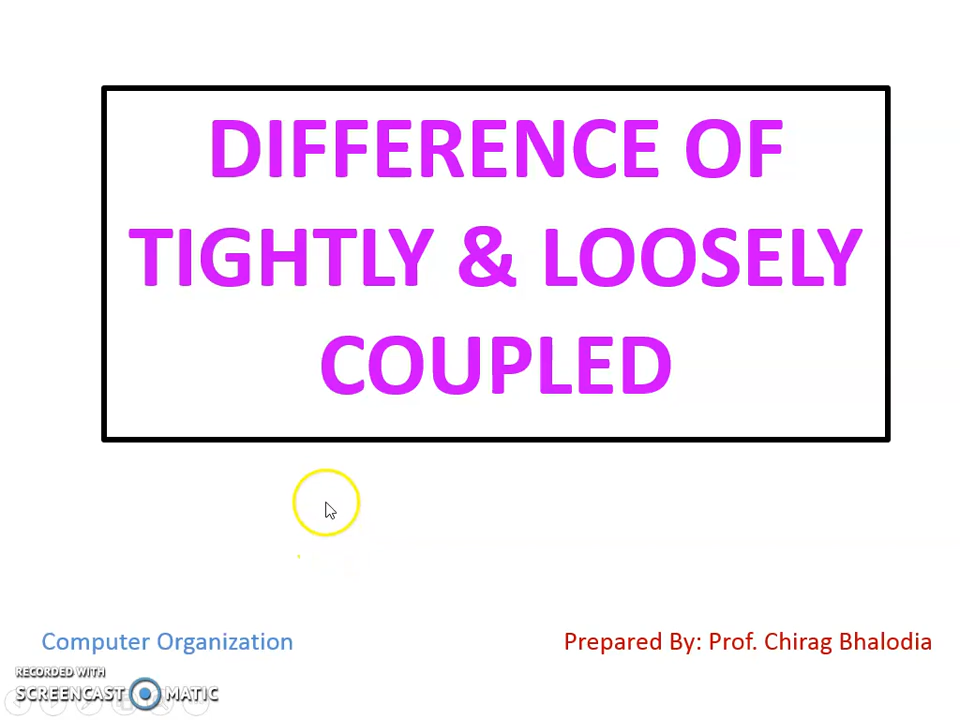 DIFFERENCE OF
TIGHTLY & LOOSELY
COUPLED
Computer Organization
Prepared By: Prof. Chirag Bhalodia
RECORDED WITH
SCREENCAST MATIC